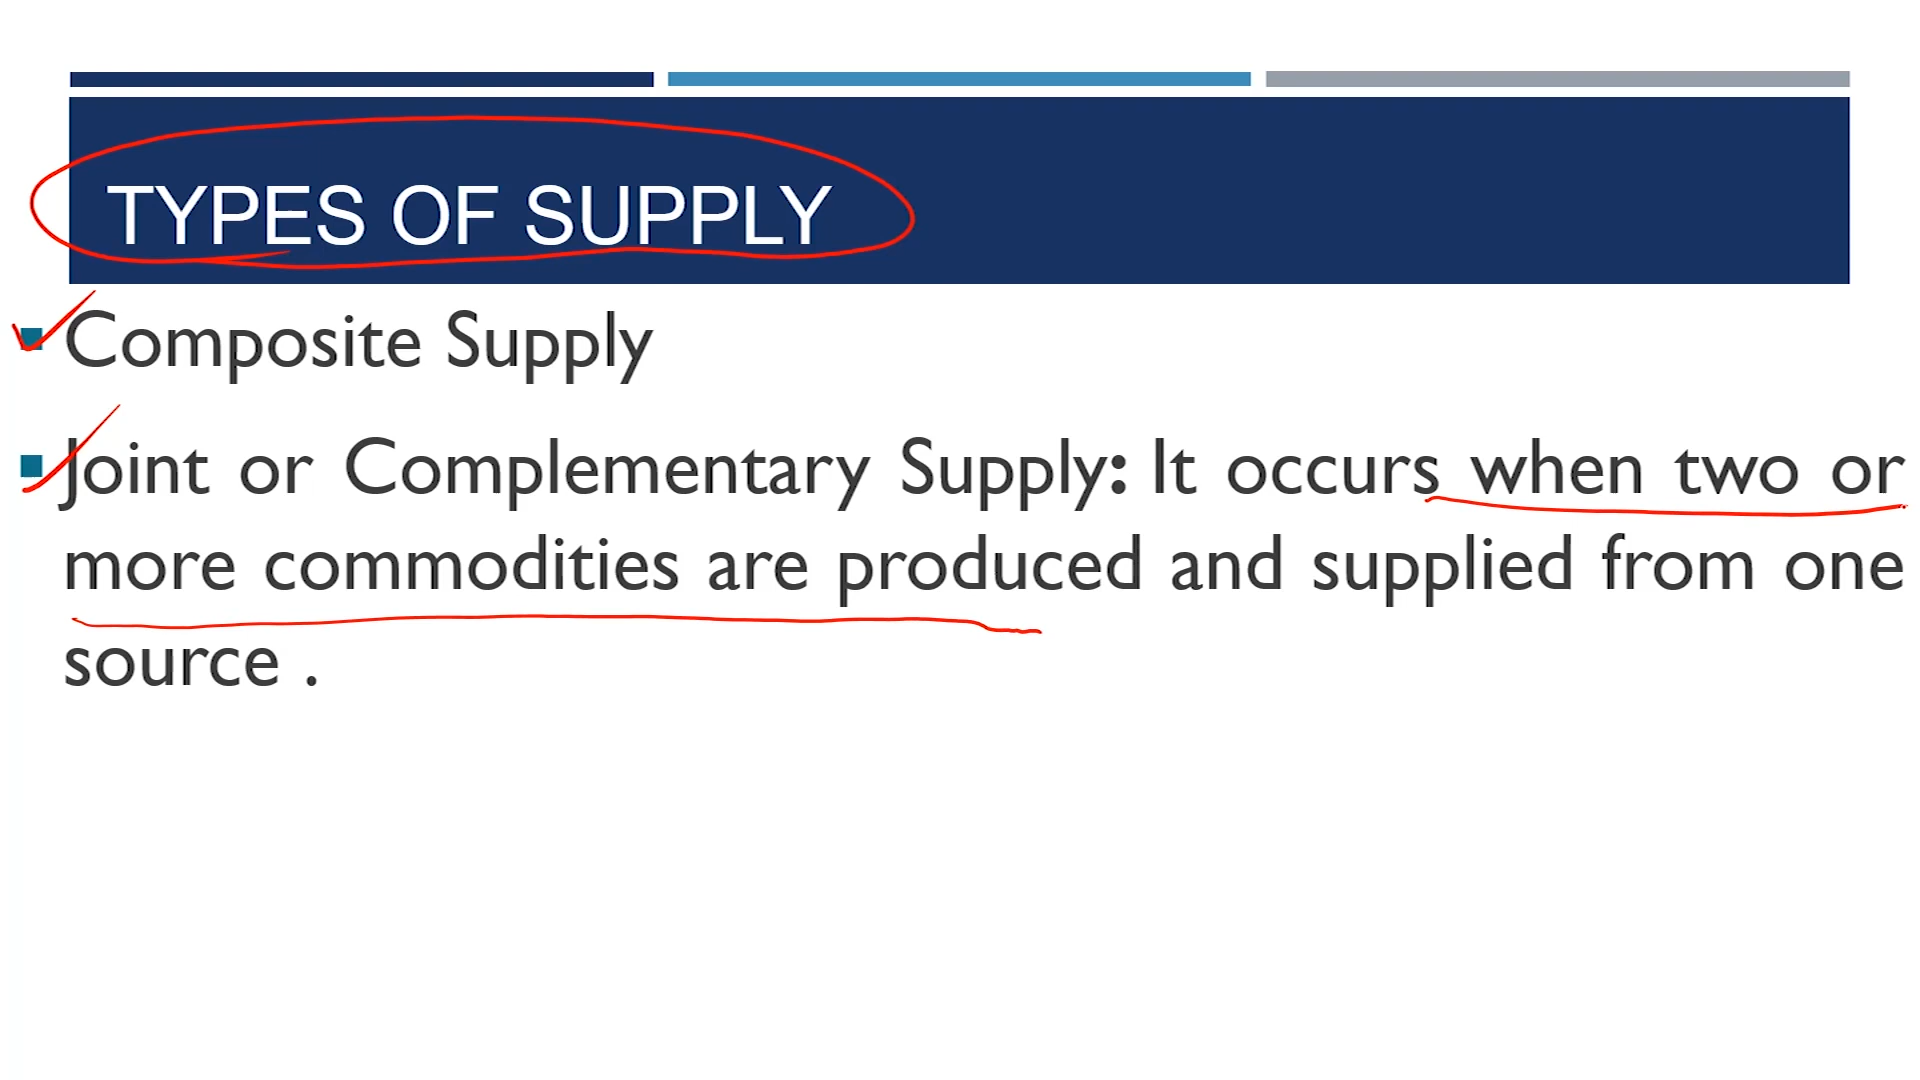 TYPES OF SUPPLY
Composite Supply
Joint or Complementary Supply: It occurs when two or
more commodities are produced and supplied from one
source .